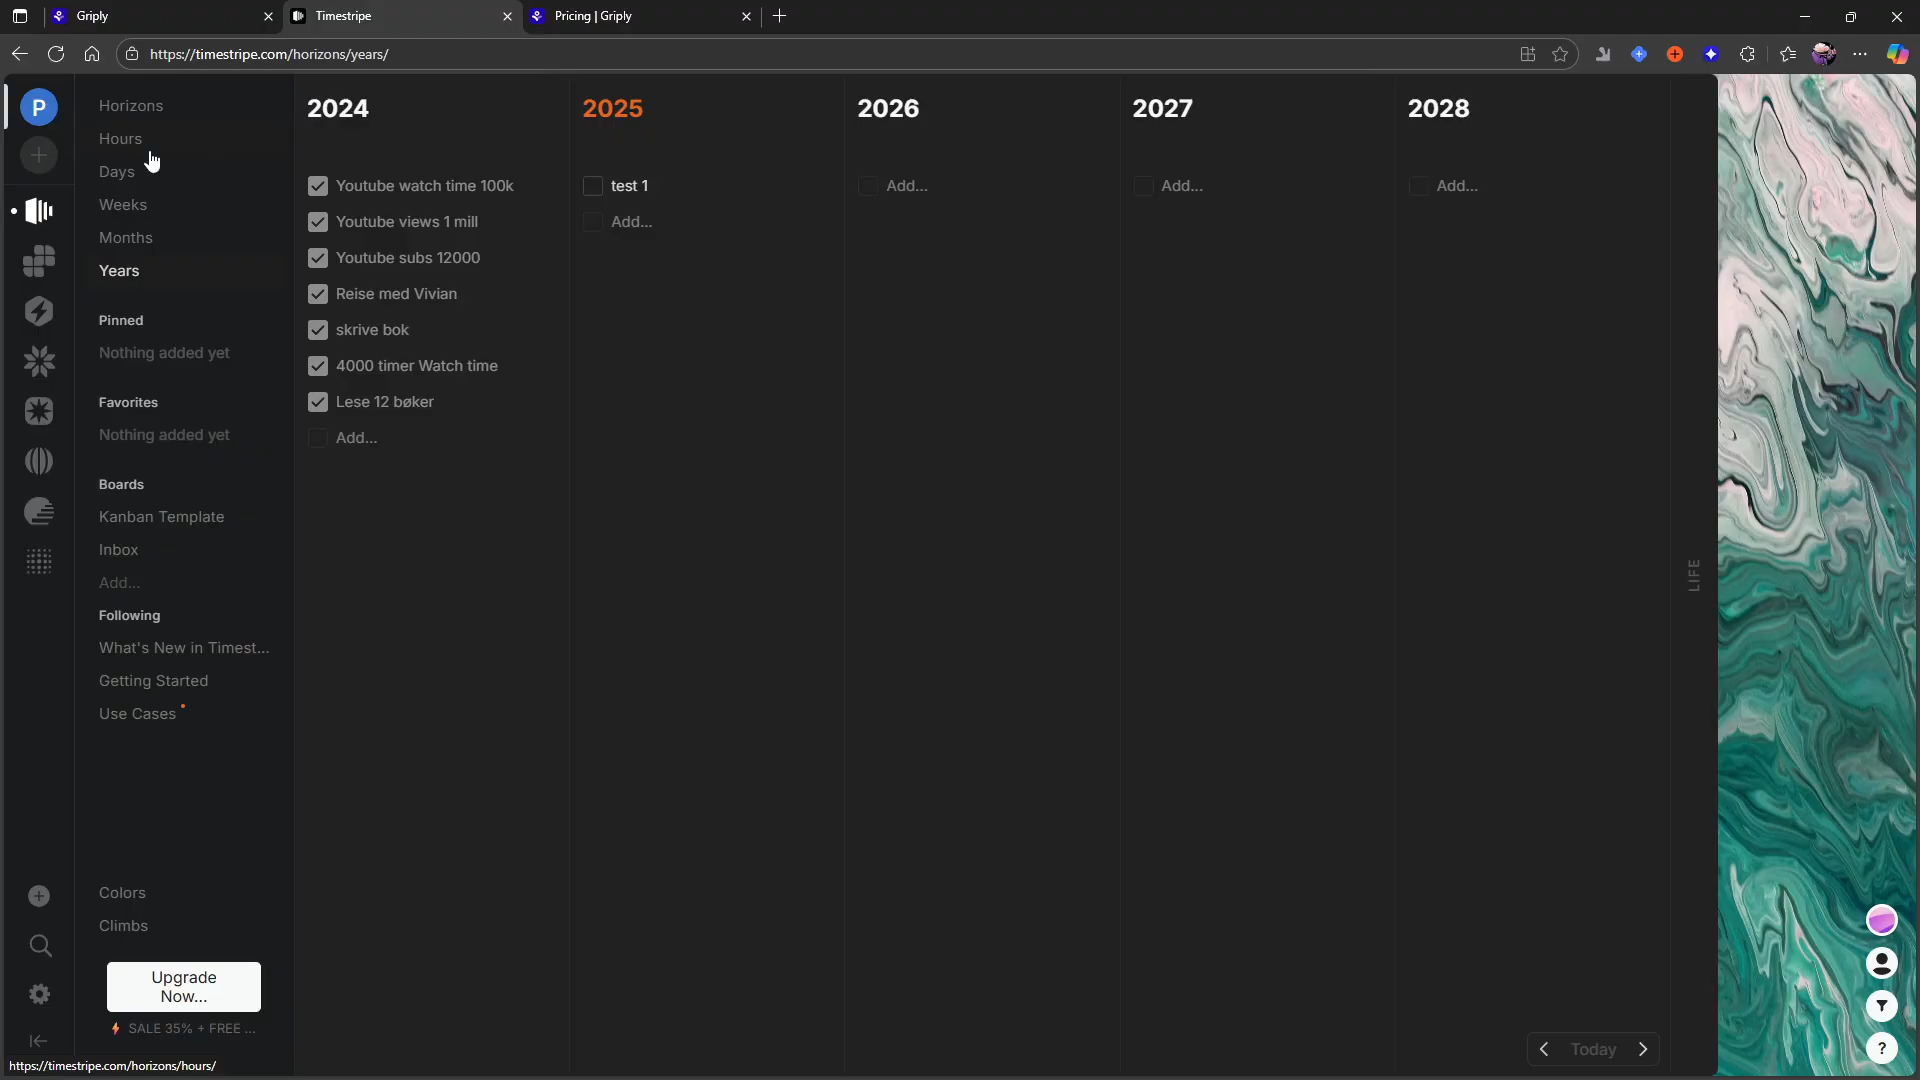 Griply
Timestripe
Pricing | Griply
https://timestripe.com/horizons/years/
P
Horizons
Hours
Days
Weeks
Months
Years
Pinned
Nothing added yet
Favorites
Nothing added yet
Boards
Kanban Template
Inbox
Add...
Following
What's New in Timest...
Getting Started
Use Cases
Colors
Climbs
Upgrade
Now...
SALE 35% + FREE ...
https://timestripe.com/horizons/hours/
2024
Youtube watch time 100k
Youtube views 1 mill
Youtube subs 12000
Reise med Vivian
skrive bok
4000 timer Watch time
Lese 12 bøker
Add...
2025
test 1
Add...
2026
Add...
2027
Add...
2028
Add...
LIFE
Today
?